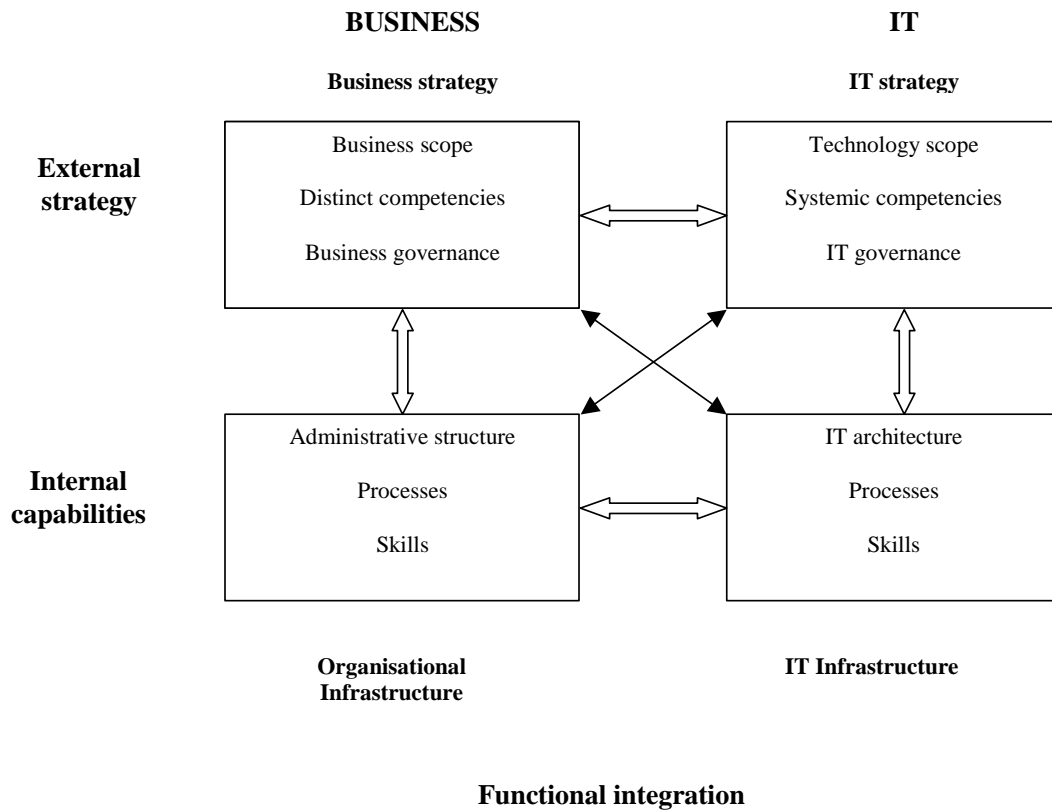 BUSINESS
IT
Business strategy
IT strategy
External
strategy
Business scope
Distinct competencies
Business governance
Technology scope
Systemic competencies
IT governance
Internal
capabilities
Administrative structure
Processes
Skills
IT architecture
Processes
Skills
Organisational
Infrastructure
IT Infrastructure
Functional integration